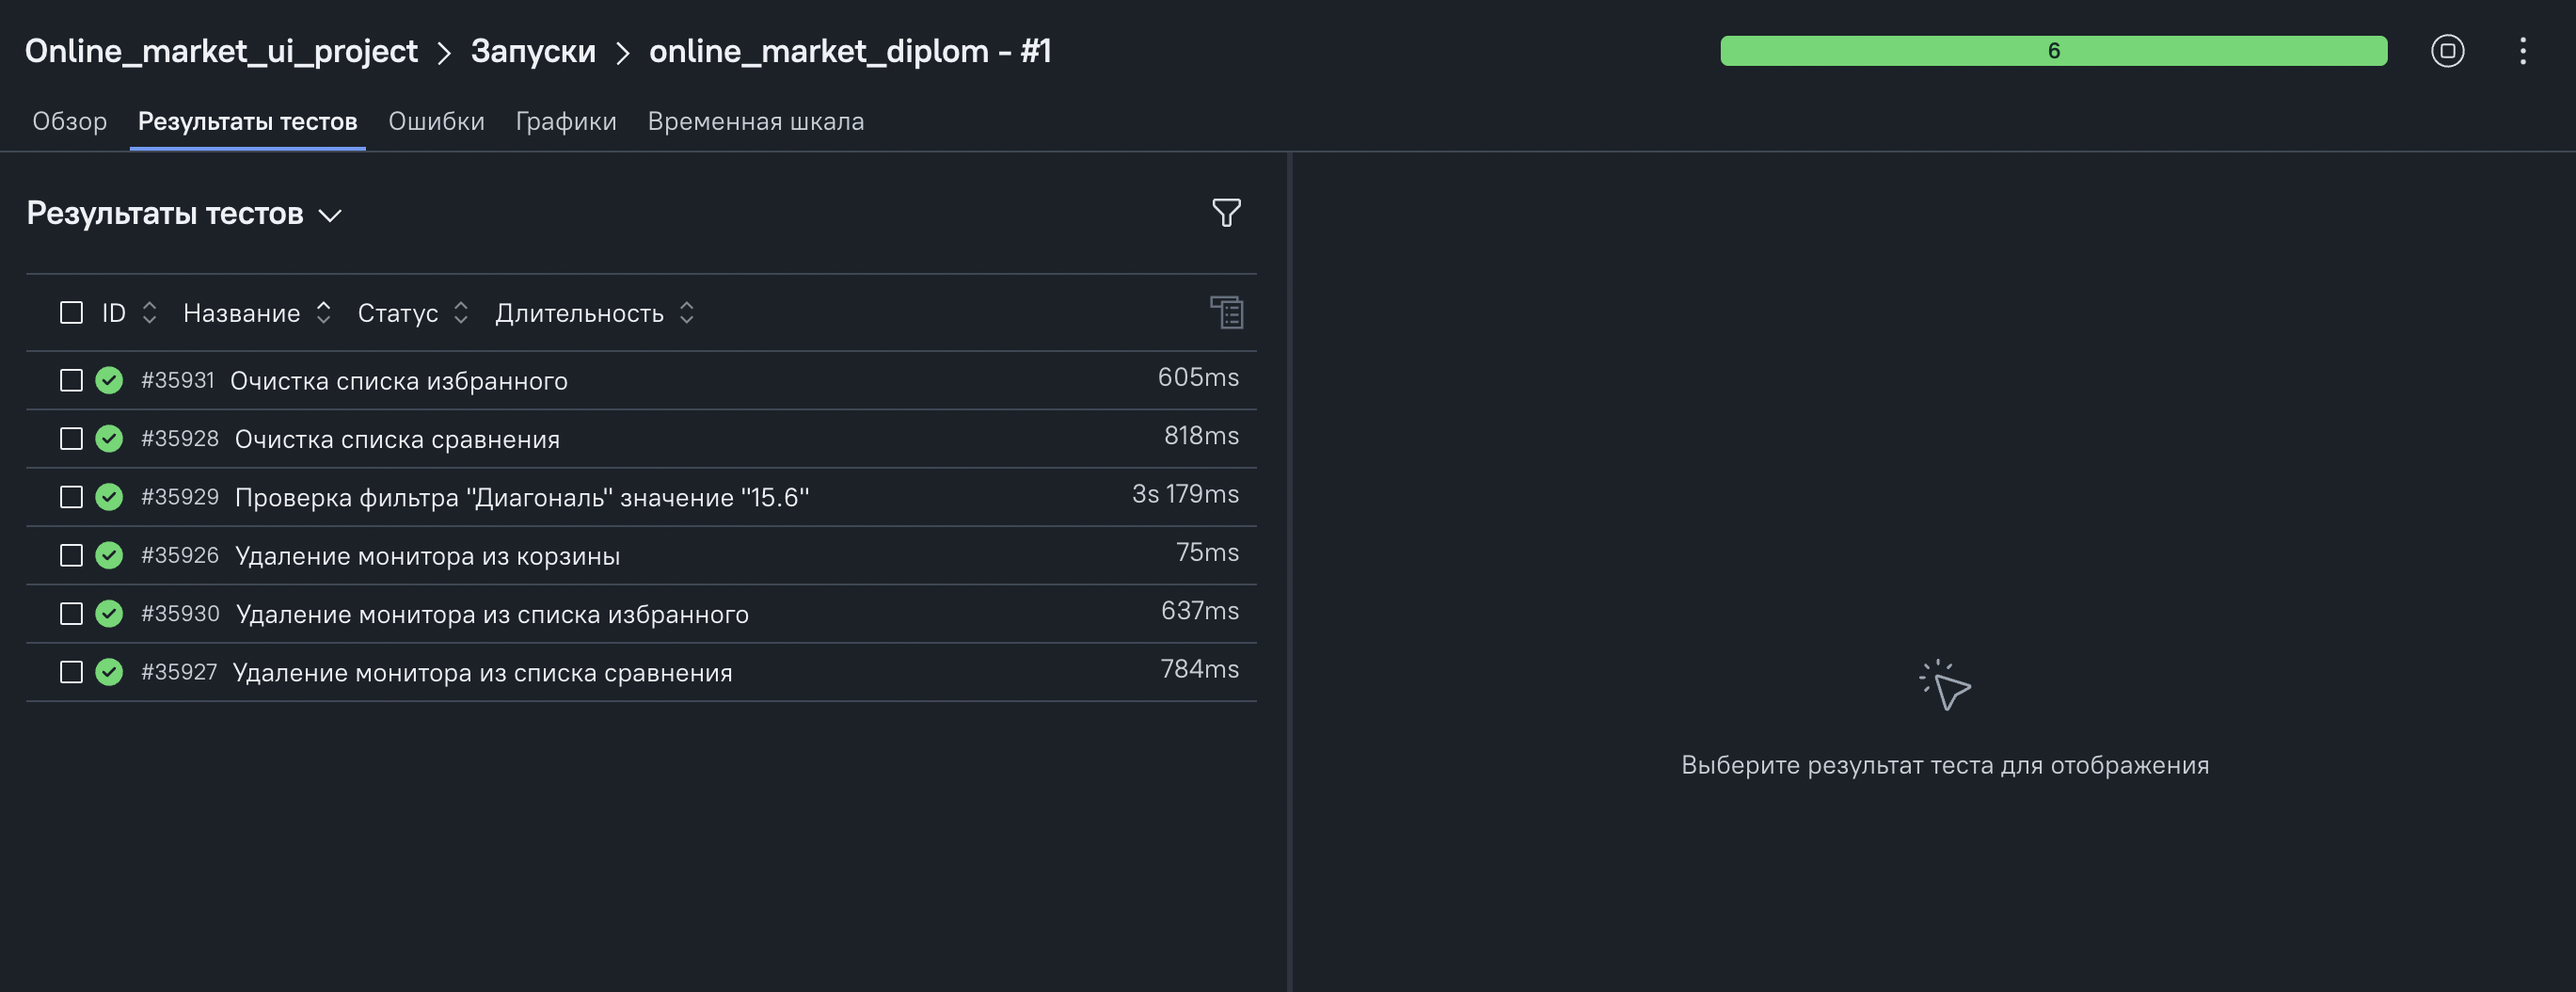 Online_market_ui_project > Запуски > online_market_diplom - #1
6
Обзор Результаты тестов Ошибки Графики Временная шкала
Результаты тестов
ID Название Статус Длительность
#35931 Очистка списка избранного 605ms
#35928 Очистка списка сравнения 818ms
#35929 Проверка фильтра "Диагональ" значение "15.6" 3s 179ms
#35926 Удаление монитора из корзины 75ms
#35930 Удаление монитора из списка избранного 637ms
#35927 Удаление монитора из списка сравнения 784ms
Выберите результат теста для отображения